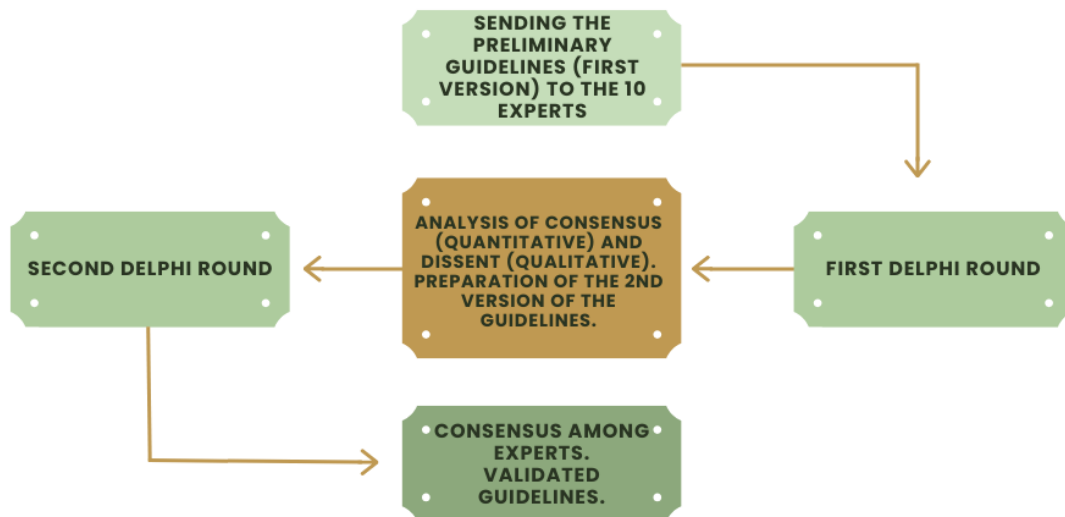 SENDING THE
PRELIMINARY
GUIDELINES (FIRST
VERSION) TO THE 10
EXPERTS
FIRST DELPHI ROUND
ANALYSIS OF CONSENSUS
(QUANTITATIVE) AND
DISSENT (QUALITATIVE).
PREPARATION OF THE 2ND
VERSION OF THE
GUIDELINES.
SECOND DELPHI ROUND
CONSENSUS AMONG
EXPERTS.
VALIDATED
GUIDELINES.